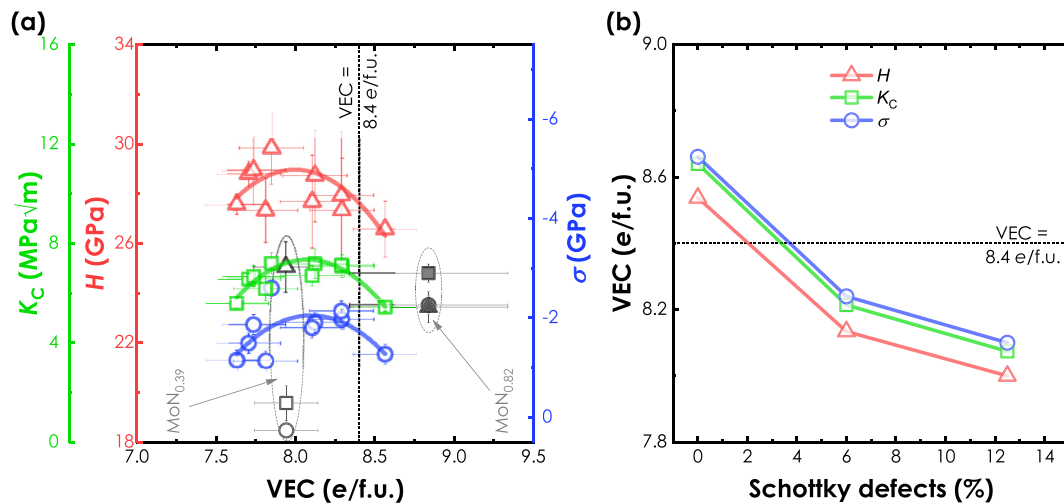 (a)
(b)
16
12
8
4
0
K_C (MPa√m)
34
30
26
22
18
H (GPa)
VEC =
8.4 e/f.u.
MoN_0.39
MoN_0.82
-6
-4
-2
0
σ (GPa)
7.5
8.0
8.5
9.0
9.5
VEC (e/f.u.)
9.0
8.6
8.2
7.8
VEC (e/f.u.)
H
K_C
σ
VEC =
8.4 e/f.u.
0
2
4
6
8
10
12
14
Schottky defects (%)
7.0